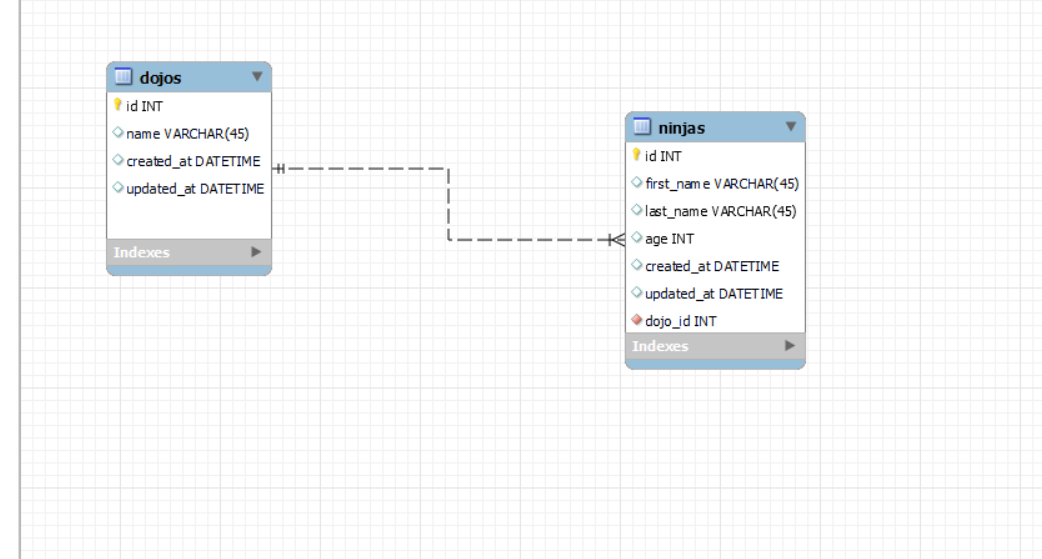 dojos
id INT
name VARCHAR(45)
created_at DATETIME
updated_at DATETIME
Indexes
ninjas
id INT
first_name VARCHAR(45)
last_name VARCHAR(45)
age INT
created_at DATETIME
updated_at DATETIME
dojo_id INT
Indexes